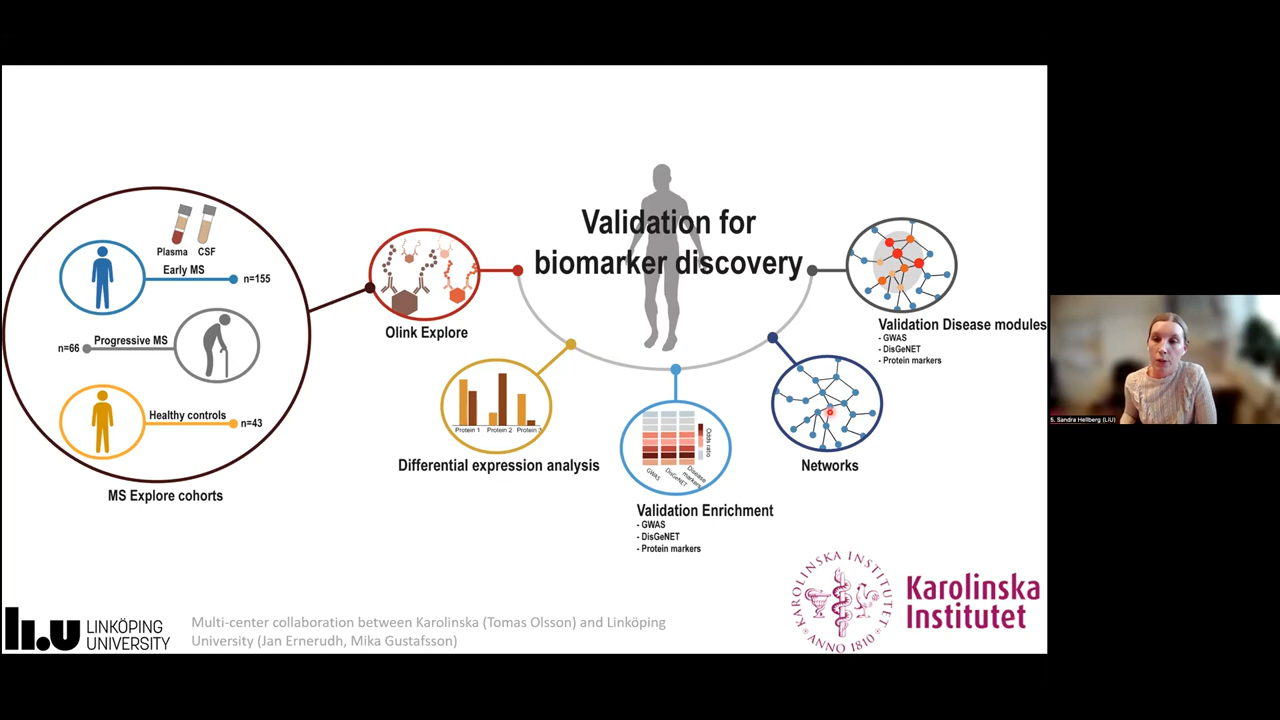 Validation for
biomarker discovery
Plasma CSF
Early MS
n=155
n=66
Progressive MS
Healthy controls
n=43
MS Explore cohorts
Olink Explore
Protein 1 Protein 2 Protein 3
Differential expression analysis
Odds ratio
GWAS
DisGeNET
Disease
markers
Validation Enrichment
- GWAS
- DisGeNET
- Protein markers
Networks
Validation Disease modules
- GWAS
- DisGeNET
- Protein markers
S. Sandra Hellberg (LiU)
li.u LINKÖPING
UNIVERSITY
Multi-center collaboration between Karolinska (Tomas Olsson) and Linköping
University (Jan Ernerudh, Mika Gustafsson)
KAROLINSKA INSTITUTET
ANNO 1810
Karolinska
Institutet